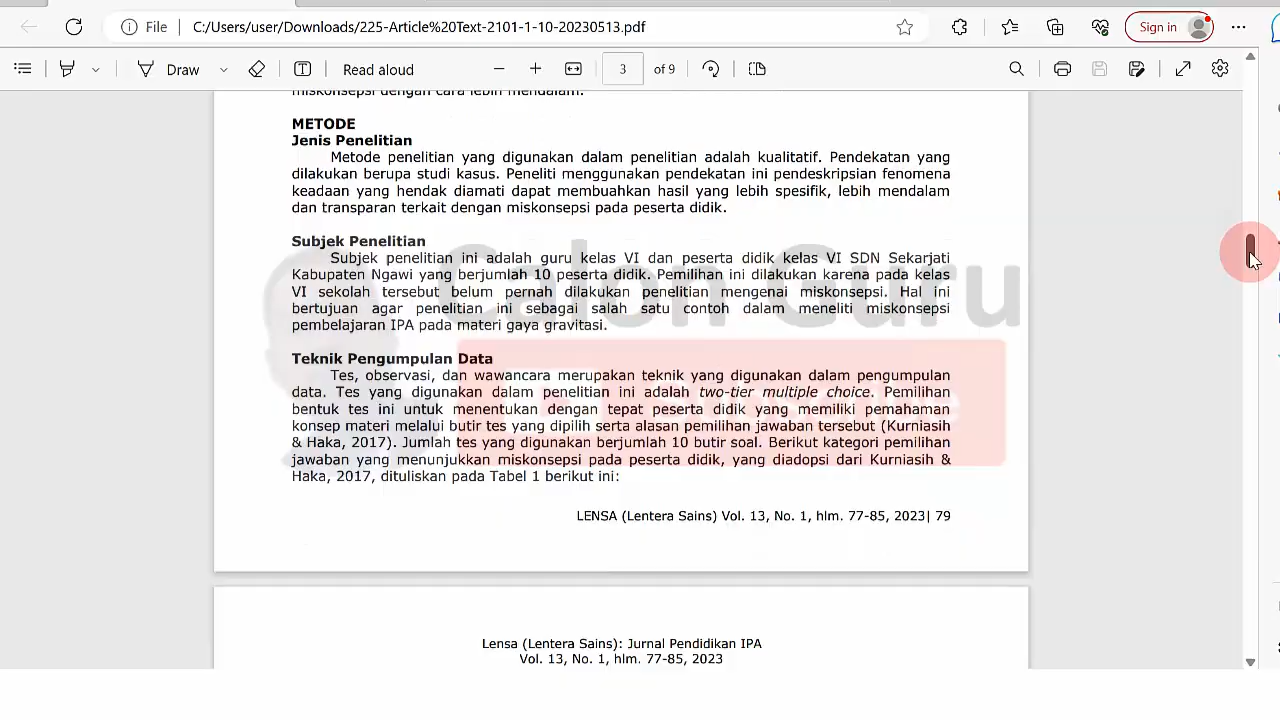 File
C:/Users/user/Downloads/225-Article%20Text-2101-1-10-20230513.pdf
Sign in
Draw
Read aloud
3
of 9
miskonsepsi dengan cara lebih mendalam.
METODE
Jenis Penelitian
Metode penelitian yang digunakan dalam penelitian adalah kualitatif. Pendekatan yang
dilakukan berupa studi kasus. Peneliti menggunakan pendekatan ini pendeskripsian fenomena
keadaan yang hendak diamati dapat membuahkan hasil yang lebih spesifik, lebih mendalam
dan transparan terkait dengan miskonsepsi pada peserta didik.
Subjek Penelitian
Subjek penelitian ini adalah guru kelas VI dan peserta didik kelas VI SDN Sekarjati
Kabupaten Ngawi yang berjumlah 10 peserta didik. Pemilihan ini dilakukan karena pada kelas
VI sekolah tersebut belum pernah dilakukan penelitian mengenai miskonsepsi. Hal ini
bertujuan agar penelitian ini sebagai salah satu contoh dalam meneliti miskonsepsi
pembelajaran IPA pada materi gaya gravitasi.
Calon Guru
Teknik Pengumpulan Data
Tes, observasi, dan wawancara merupakan teknik yang digunakan dalam pengumpulan
data. Tes yang digunakan dalam penelitian ini adalah two-tier multiple choice. Pemilihan
bentuk tes ini untuk menentukan dengan tepat peserta didik yang memiliki pemahaman
konsep materi melalui butir tes yang dipilih serta alasan pemilihan jawaban tersebut (Kurniasih
& Haka, 2017). Jumlah tes yang digunakan berjumlah 10 butir soal. Berikut kategori pemilihan
jawaban yang menunjukkan miskonsepsi pada peserta didik, yang diadopsi dari Kurniasih &
Haka, 2017, dituliskan pada Tabel 1 berikut ini:
LENSA (Lentera Sains) Vol. 13, No. 1, hlm. 77-85, 2023| 79
Lensa (Lentera Sains): Jurnal Pendidikan IPA
Vol. 13, No. 1, hlm. 77-85, 2023